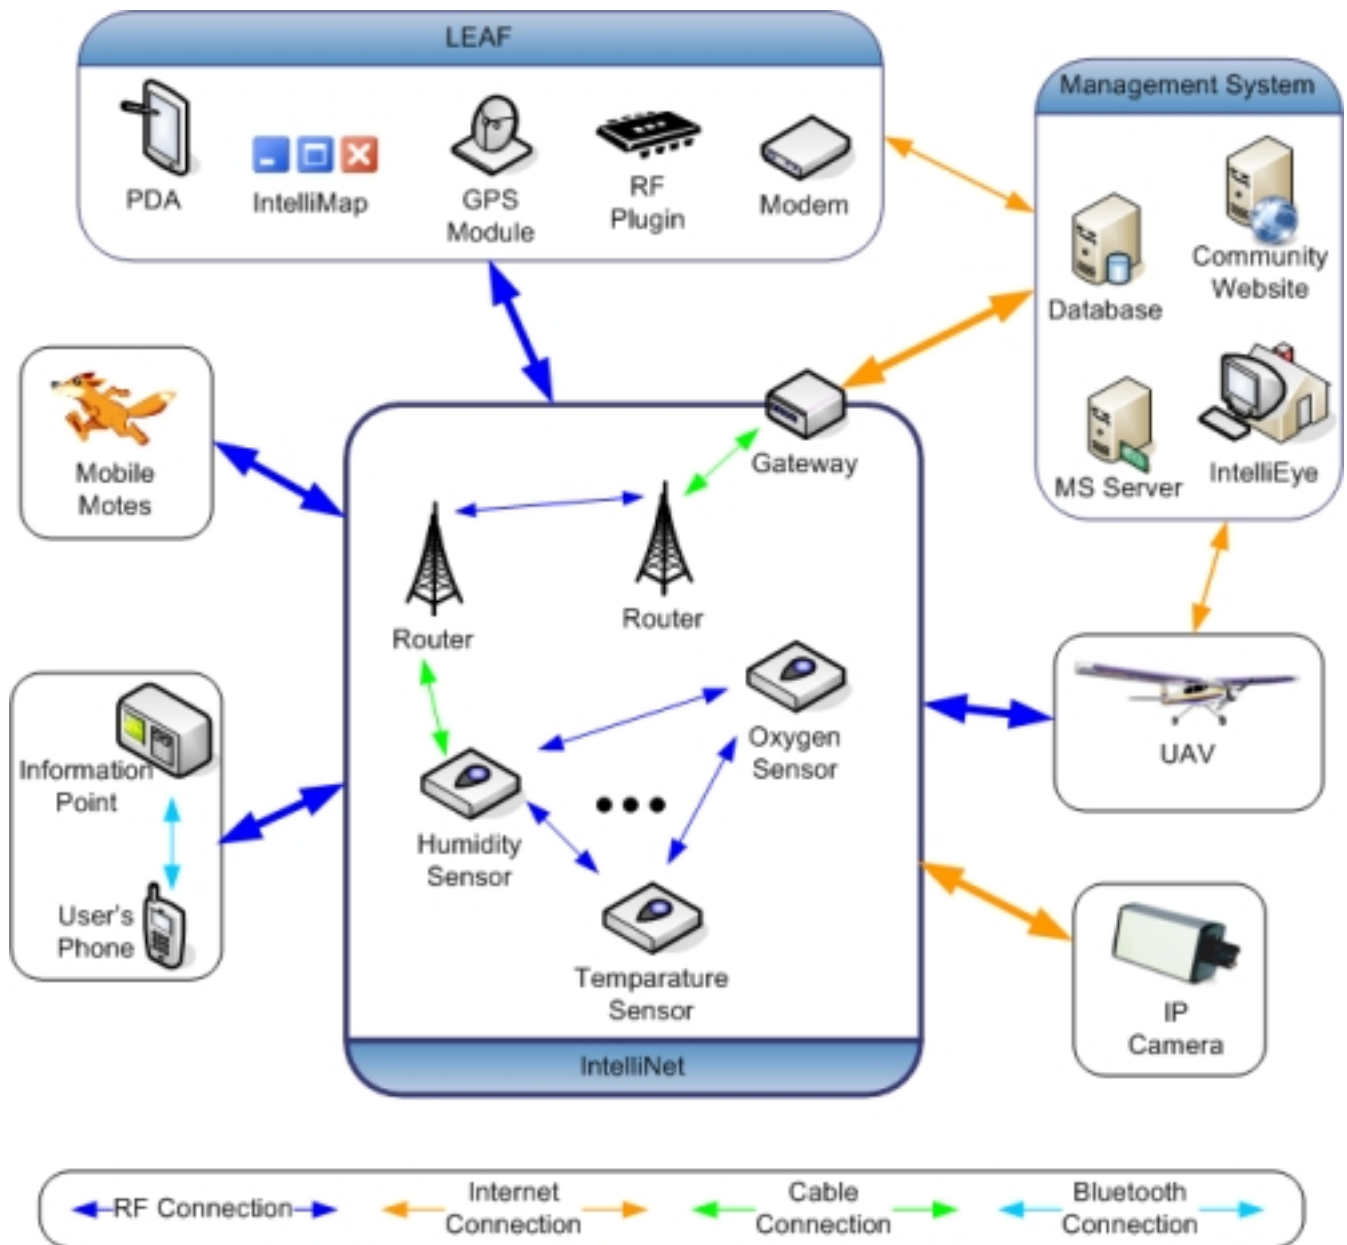 LEAF
PDA
IntelliMap
GPS
Module
RF
Plugin
Modem
Management System
Database
Community
Website
MS Server
IntelliEye
Mobile
Motes
Gateway
Router
Router
Information
Point
User's
Phone
Oxygen
Sensor
Humidity
Sensor
Temparature
Sensor
IntelliNet
UAV
IP
Camera
RF Connection
Internet
Connection
Cable
Connection
Bluetooth
Connection